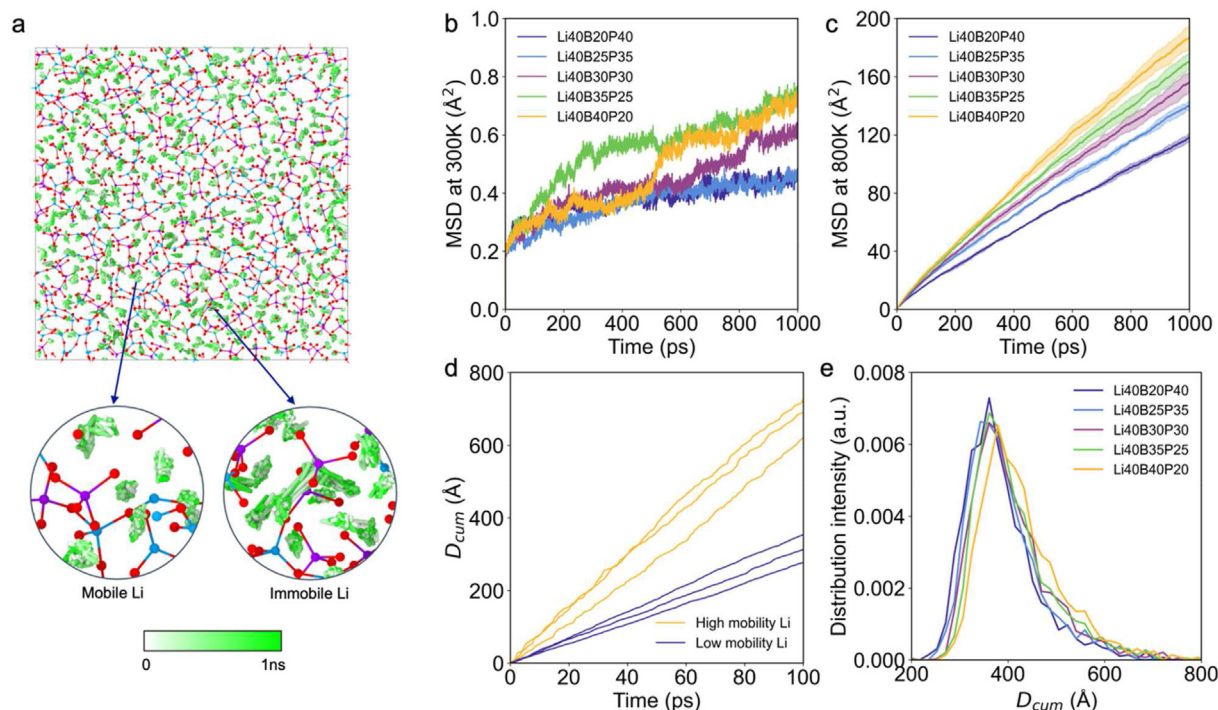 a
Mobile Li
Immobile Li
0
1ns
b
1.0
0.8
0.6
0.4
0.2
0.0
MSD at 300K (Å²)
Li40B20P40
Li40B25P35
Li40B30P30
Li40B35P25
Li40B40P20
0 200 400 600 800 1000
Time (ps)
c
200
160
120
80
40
0
MSD at 800K (Å²)
Li40B20P40
Li40B25P35
Li40B30P30
Li40B35P25
Li40B40P20
0 200 400 600 800 1000
Time (ps)
d
800
600
400
200
0
Dcum (Å)
High mobility Li
Low mobility Li
0 20 40 60 80 100
Time (ps)
e
0.008
0.006
0.004
0.002
0.000
Distribution intensity (a.u.)
Li40B20P40
Li40B25P35
Li40B30P30
Li40B35P25
Li40B40P20
200 400 600 800
Dcum (Å)